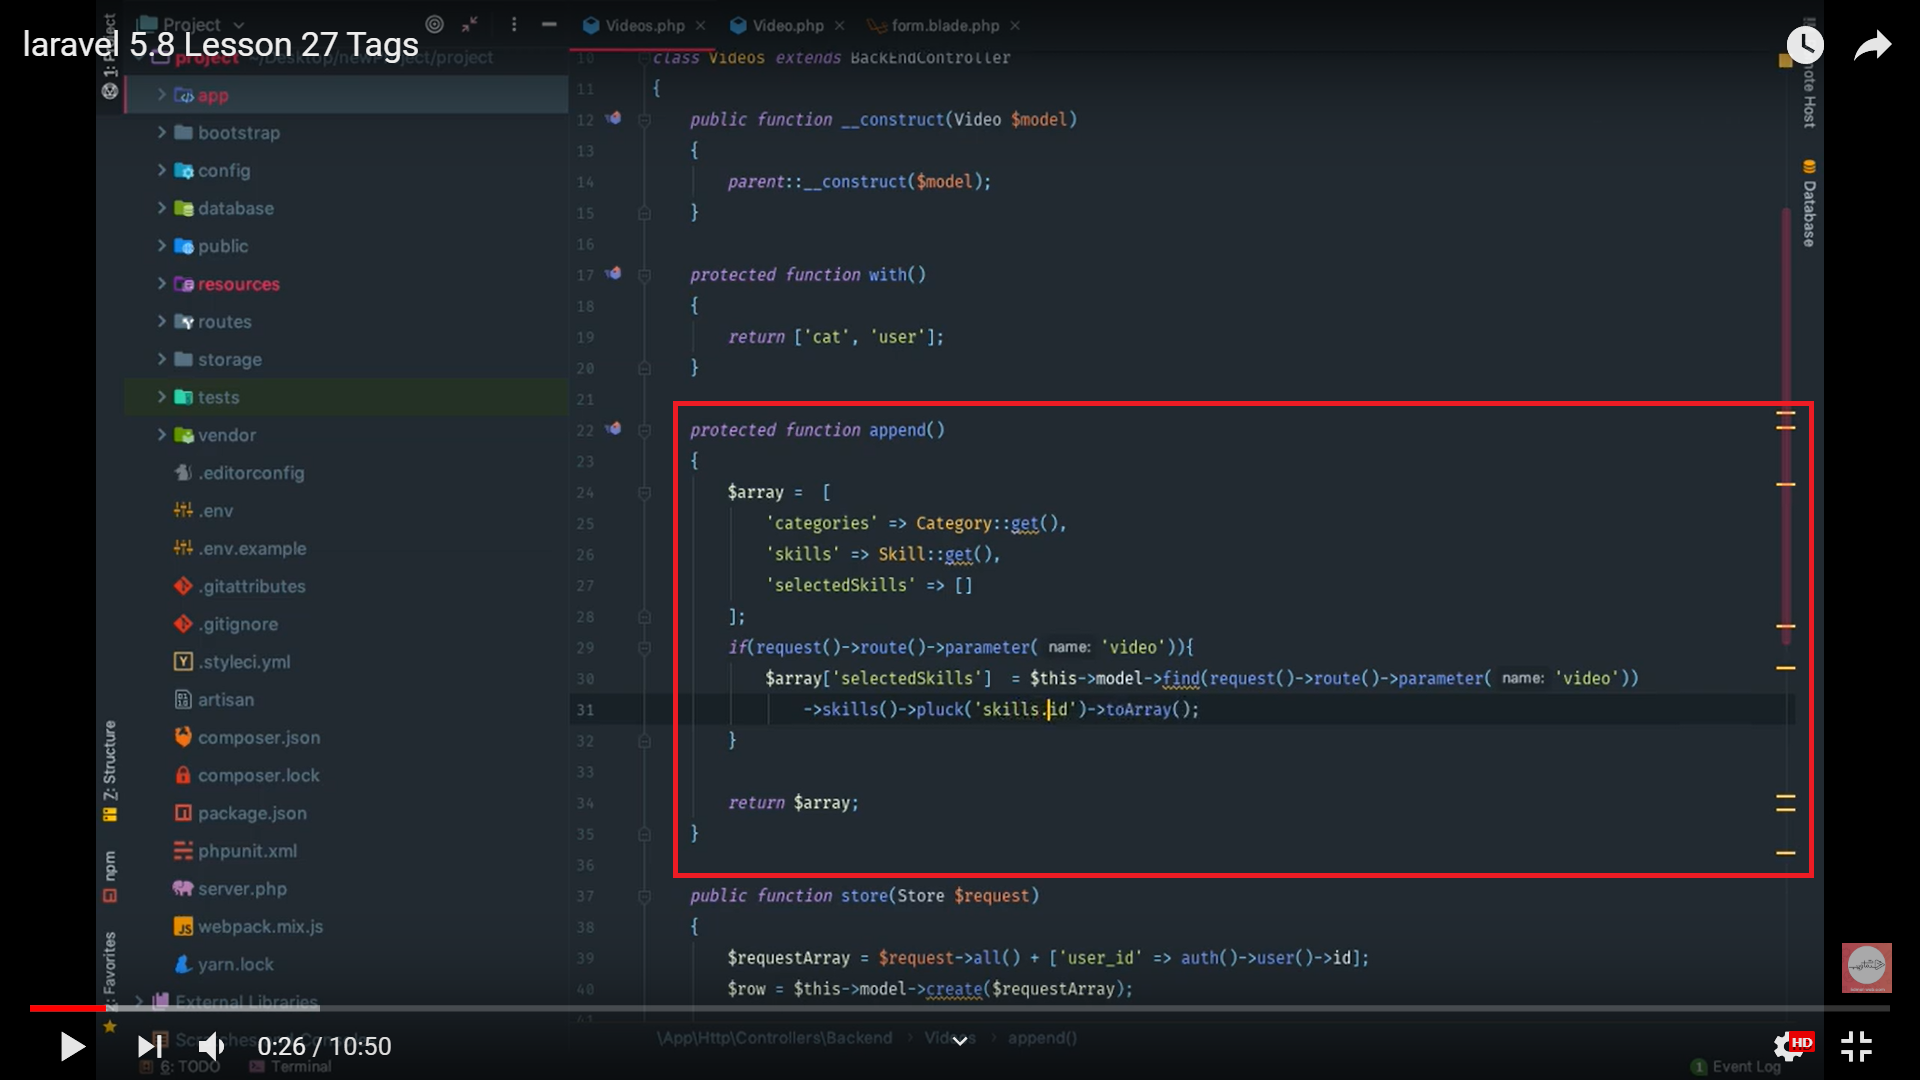 laravel 5.8 Lesson 27 Tags
Project
Videos.php
Video.php
form.blade.php
1: Project
project ~/Desktop/newProject/project
app
bootstrap
config
database
public
resources
routes
storage
tests
vendor
.editorconfig
.env
.env.example
.gitattributes
.gitignore
.styleci.yml
artisan
composer.json
composer.lock
package.json
phpunit.xml
server.php
webpack.mix.js
yarn.lock
External Libraries
Z: Structure
npm
Favorites
10 class Videos extends BackEndController
11 {
12 public function __construct(Video $model)
13 {
14 parent::__construct($model);
15 }
16
17 protected function with()
18 {
19 return ['cat', 'user'];
20 }
21
22 protected function append()
23 {
24 $array = [
25 'categories' => Category::get(),
26 'skills' => Skill::get(),
27 'selectedSkills' => []
28 ];
29 if(request()->route()->parameter( name: 'video')){
30 $array['selectedSkills'] = $this->model->find(request()->route()->parameter( name: 'video'))
31 ->skills()->pluck('skills.id')->toArray();
32 }
33
34 return $array;
35 }
36
37 public function store(Store $request)
38 {
39 $requestArray = $request->all() + ['user_id' => auth()->user()->id];
40 $row = $this->model->create($requestArray);
41
mote Host
Database
\App\Http\Controllers\Backend › Videos › append()
0:26 / 10:50
HD
6: TODO
Terminal
1 Event Log